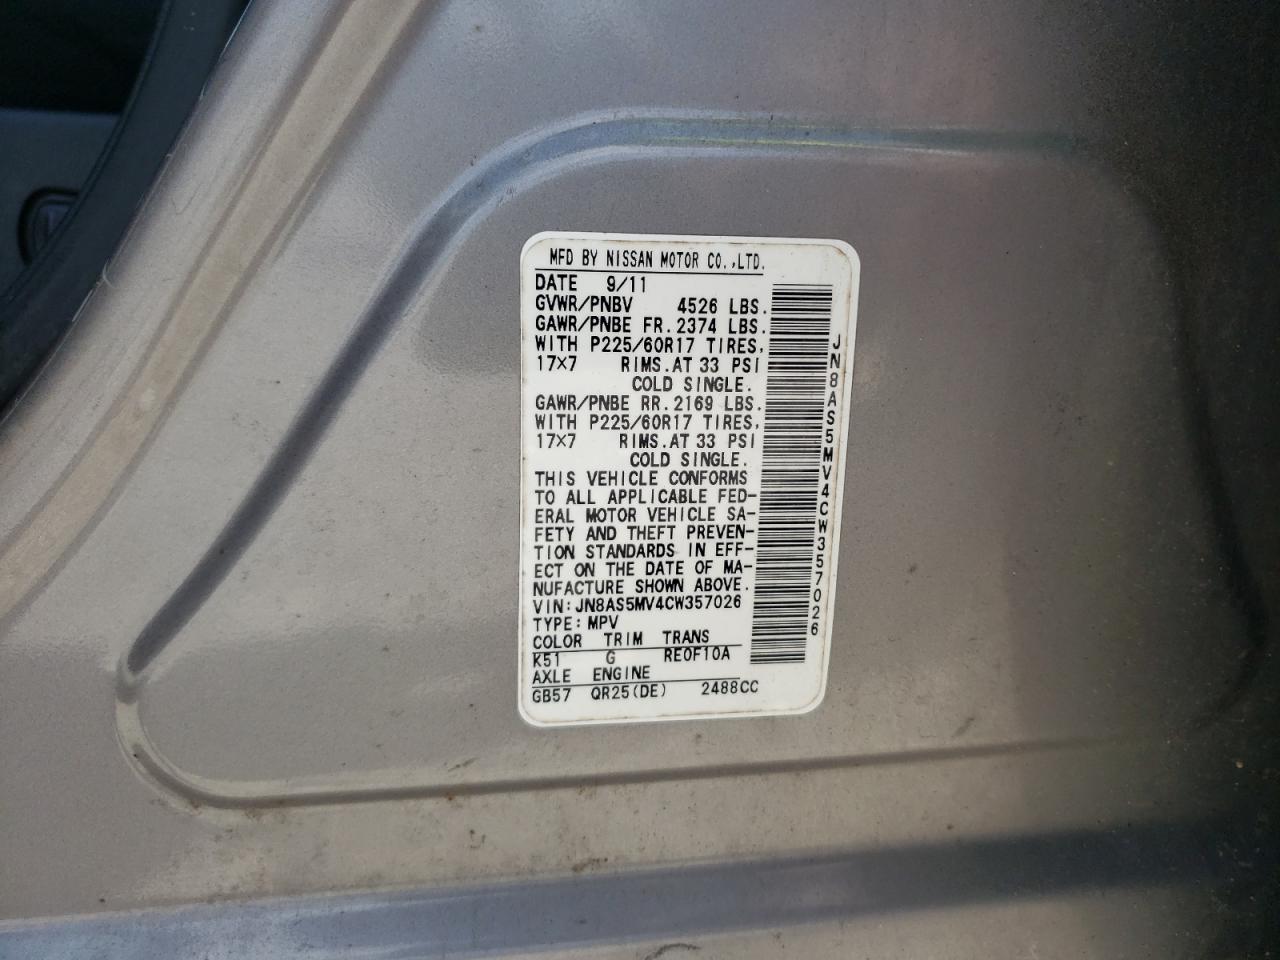 MFD BY NISSAN MOTOR CO.,LTD.
DATE 9/11
GVWR/PNBV 4526 LBS.
GAWR/PNBE FR. 2374 LBS.
WITH P225/60R17 TIRES,
17×7 RIMS. AT 33 PSI
COLD SINGLE.
GAWR/PNBE RR. 2169 LBS.
WITH P225/60R17 TIRES,
17×7 RIMS. AT 33 PSI
COLD SINGLE.
THIS VEHICLE CONFORMS
TO ALL APPLICABLE FED-
ERAL MOTOR VEHICLE SA-
FETY AND THEFT PREVEN-
TION STANDARDS IN EFF-
ECT ON THE DATE OF MA-
NUFACTURE SHOWN ABOVE.
VIN: JN8AS5MV4CW357026
TYPE: MPV
COLOR TRIM TRANS
K51 G RE0F10A
AXLE ENGINE
GB57 QR25(DE) 2488CC
JN8AS5MV4CW357026